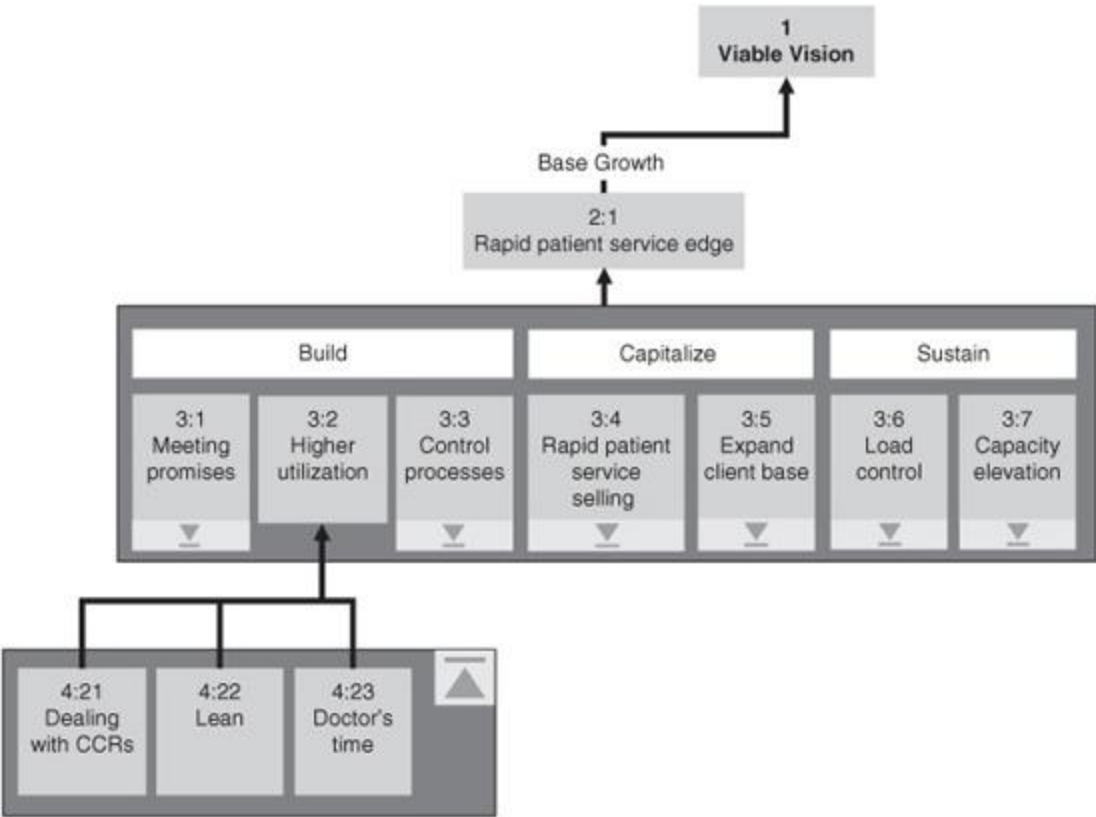 1
Viable Vision
Base Growth
2:1
Rapid patient service edge
Build
Capitalize
Sustain
3:1
Meeting
promises
3:2
Higher
utilization
3:3
Control
processes
3:4
Rapid patient
service
selling
3:5
Expand
client base
3:6
Load
control
3:7
Capacity
elevation
4:21
Dealing
with CCRs
4:22
Lean
4:23
Doctor's
time